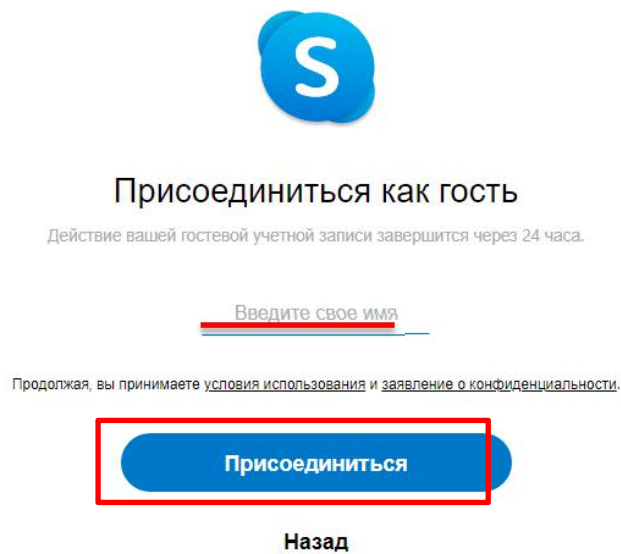 S
Присоединиться как гость
Действие вашей гостевой учетной записи завершится через 24 часа.
Введите свое имя
Продолжая, вы принимаете условия использования и заявление о конфиденциальности.
Присоединиться
Назад